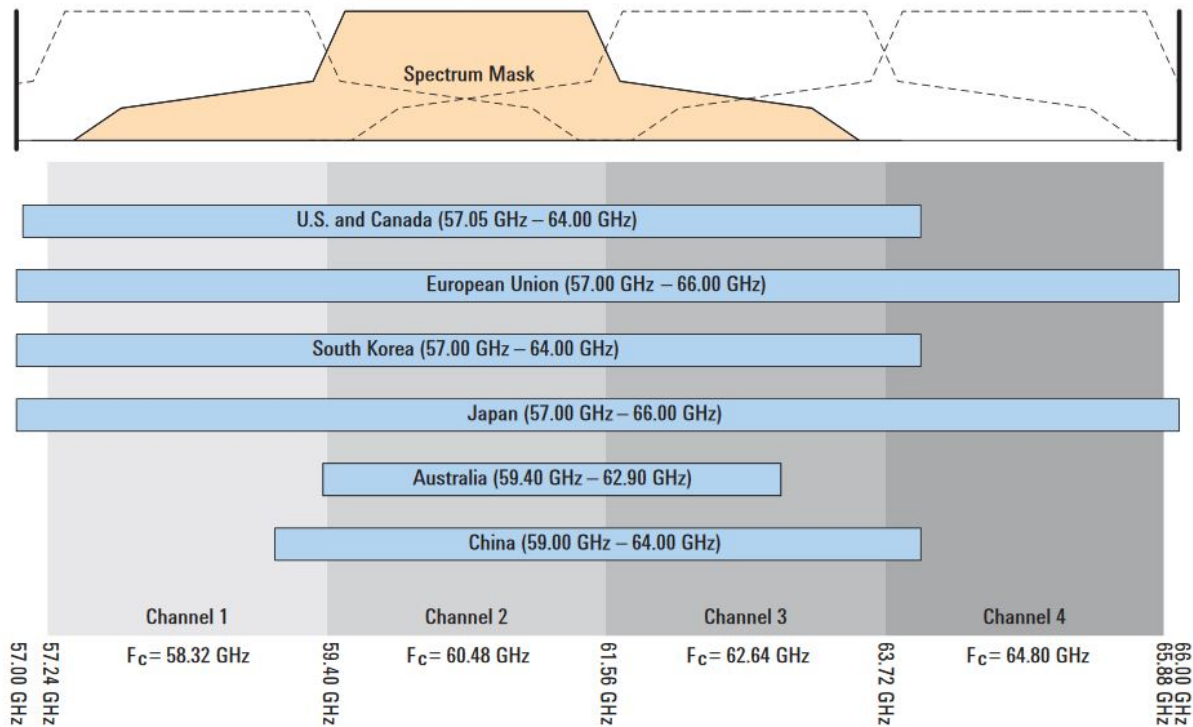 Spectrum Mask
U.S. and Canada (57.05 GHz – 64.00 GHz)
European Union (57.00 GHz – 66.00 GHz)
South Korea (57.00 GHz – 64.00 GHz)
Japan (57.00 GHz – 66.00 GHz)
Australia (59.40 GHz – 62.90 GHz)
China (59.00 GHz – 64.00 GHz)
Channel 1
Channel 2
Channel 3
Channel 4
FC = 58.32 GHz
FC = 60.48 GHz
FC = 62.64 GHz
FC = 64.80 GHz
57.00 GHz
57.24 GHz
59.40 GHz
61.56 GHz
63.72 GHz
65.88 GHz
66.00 GHz